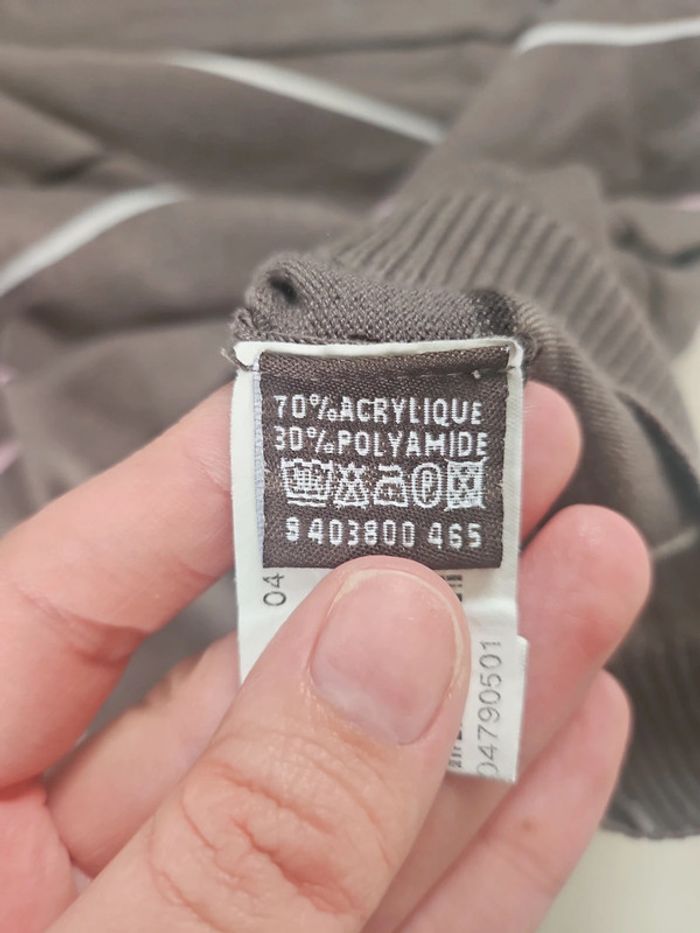 70% ACRYLIQUE
30% POLYAMIDE
P
9 403800 465
04
04790501